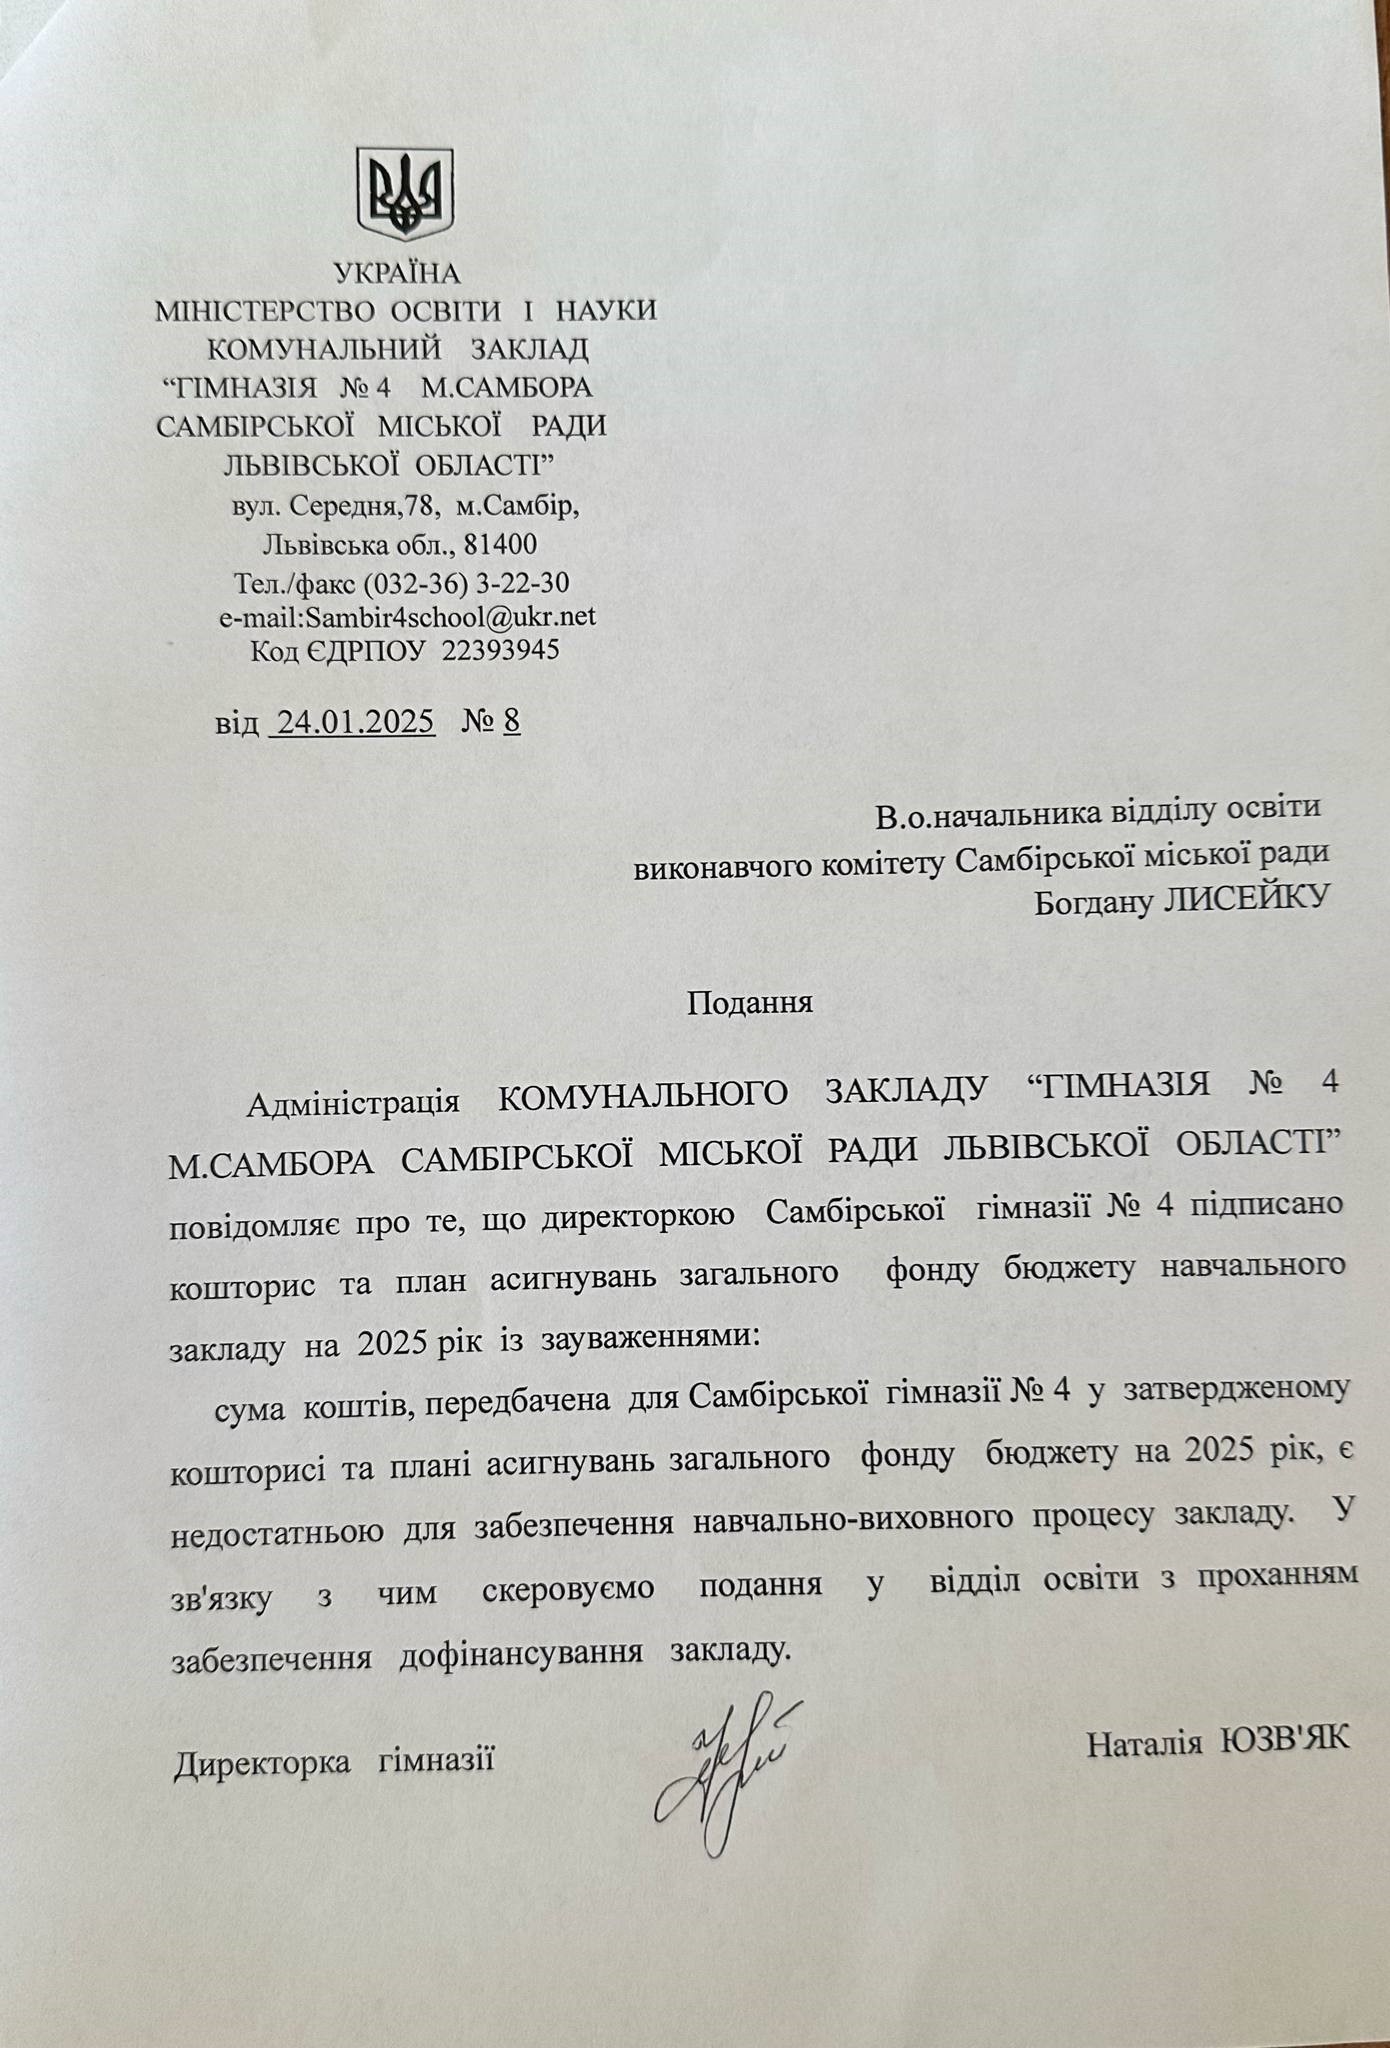 УКРАЇНА
МІНІСТЕРСТВО ОСВІТИ І НАУКИ
КОМУНАЛЬНИЙ ЗАКЛАД
“ГІМНАЗІЯ № 4 М.САМБОРА
САМБІРСЬКОЇ МІСЬКОЇ РАДИ
ЛЬВІВСЬКОЇ ОБЛАСТІ”
вул. Середня,78, м.Самбір,
Львівська обл., 81400
Тел./факс (032-36) 3-22-30
e-mail:Sambir4school@ukr.net
Код ЄДРПОУ 22393945
від 24.01.2025 № 8
В.о.начальника відділу освіти
виконавчого комітету Самбірської міської ради
Богдану ЛИСЕЙКУ
Подання
Адміністрація КОМУНАЛЬНОГО ЗАКЛАДУ “ГІМНАЗІЯ № 4
М.САМБОРА САМБІРСЬКОЇ МІСЬКОЇ РАДИ ЛЬВІВСЬКОЇ ОБЛАСТІ”
повідомляє про те, що директоркою Самбірської гімназії № 4 підписано
кошторис та план асигнувань загального фонду бюджету навчального
закладу на 2025 рік із зауваженнями:
сума коштів, передбачена для Самбірської гімназії № 4 у затвердженому
кошторисі та плані асигнувань загального фонду бюджету на 2025 рік, є
недостатньою для забезпечення навчально-виховного процесу закладу. У
зв'язку з чим скеровуємо подання у відділ освіти з проханням
забезпечення дофінансування закладу.
Директорка гімназії Наталія ЮЗВ'ЯК